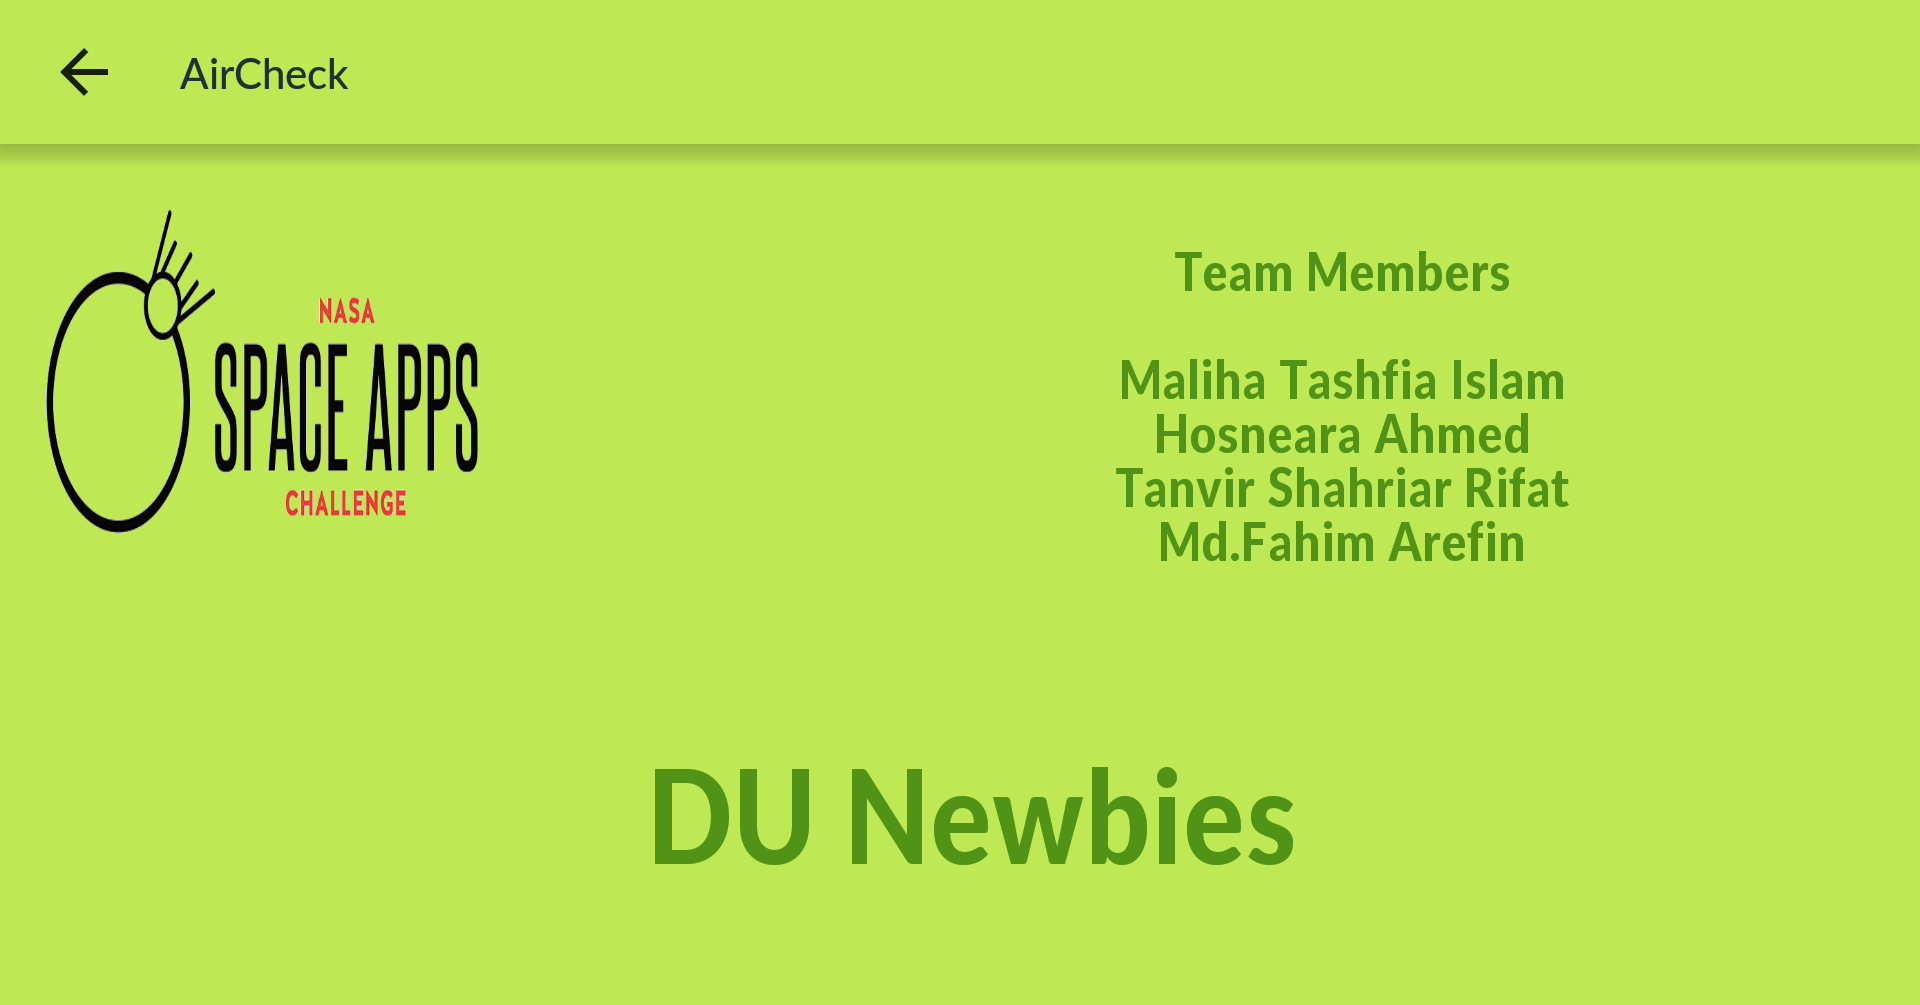 AirCheck
NASA
SPACE APPS
CHALLENGE
Team Members
Maliha Tashfia Islam
Hosneara Ahmed
Tanvir Shahriar Rifat
Md.Fahim Arefin
DU Newbies